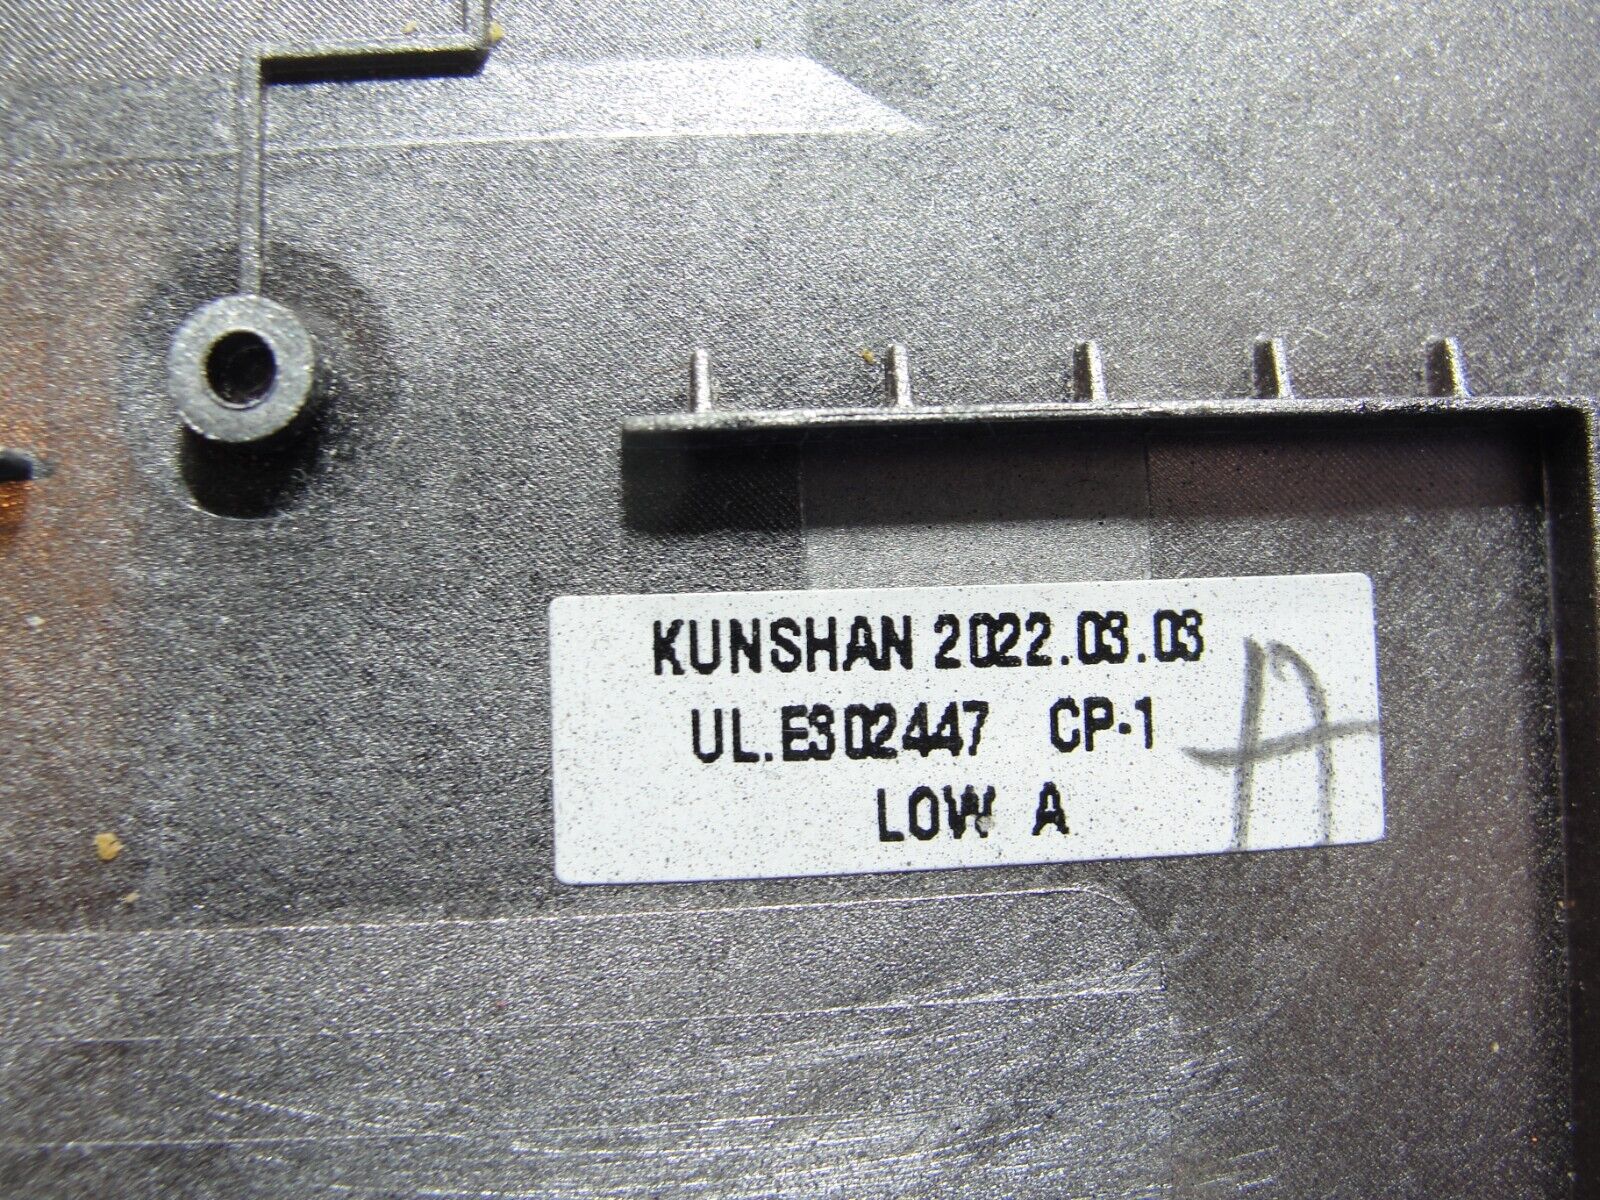 KUNSHAN 2022.03.03
UL.E302447 CP-1
LOW A
A